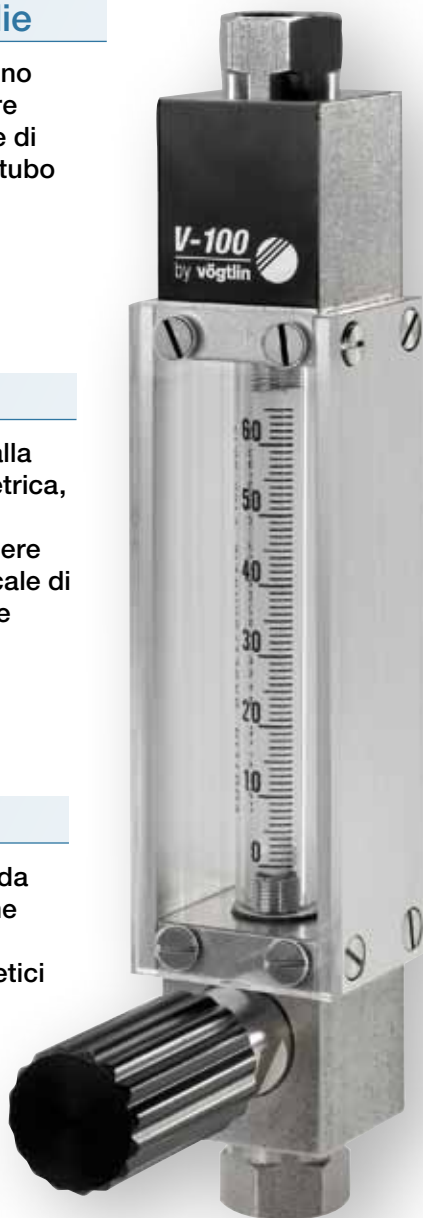 lie
no
re
e di
tubo
V-100
by vögtlin
alla
etrica,
ere
cale di
e
60
50
40
30
20
10
0
da
ne
etici